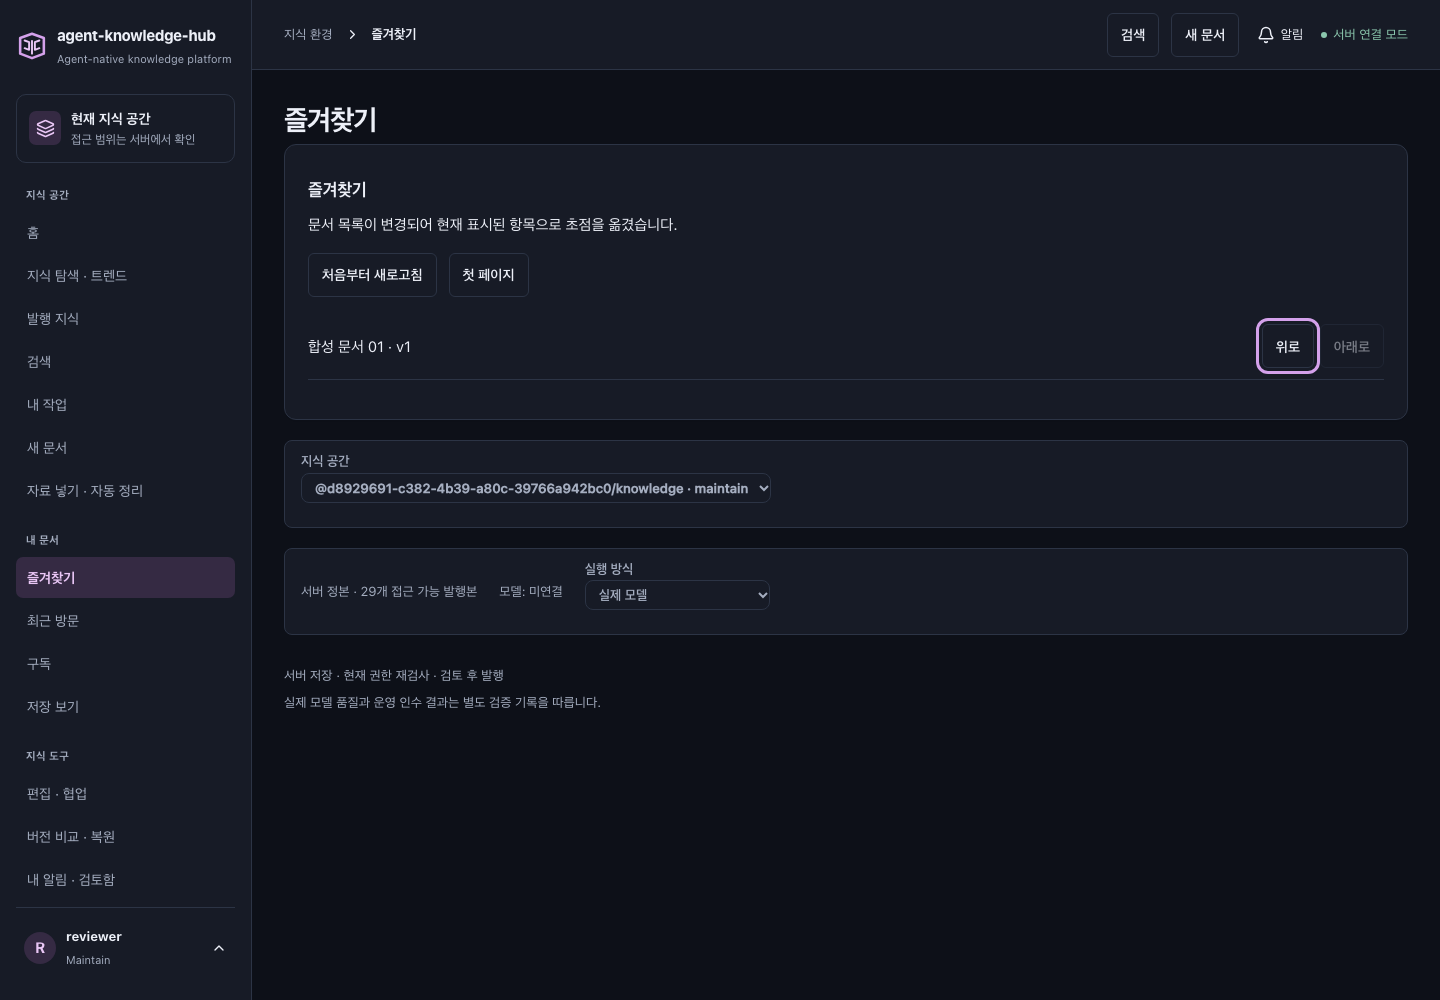 agent-knowledge-hub
Agent-native knowledge platform
현재 지식 공간
접근 범위는 서버에서 확인
지식 공간
홈
지식 탐색 · 트렌드
발행 지식
검색
내 작업
새 문서
자료 넣기 · 자동 정리
내 문서
즐겨찾기
최근 방문
구독
저장 보기
지식 도구
편집 · 협업
버전 비교 · 복원
내 알림 · 검토함
R
reviewer
Maintain
지식 환경 > 즐겨찾기
검색
새 문서
알림
서버 연결 모드
즐겨찾기
즐겨찾기
문서 목록이 변경되어 현재 표시된 항목으로 초점을 옮겼습니다.
처음부터 새로고침
첫 페이지
합성 문서 01 · v1
위로
아래로
지식 공간
@d8929691-c382-4b39-a80c-39766a942bc0/knowledge · maintain
실행 방식
서버 정본 · 29개 접근 가능 발행본
모델: 미연결
실제 모델
서버 저장 · 현재 권한 재검사 · 검토 후 발행
실제 모델 품질과 운영 인수 결과는 별도 검증 기록을 따릅니다.